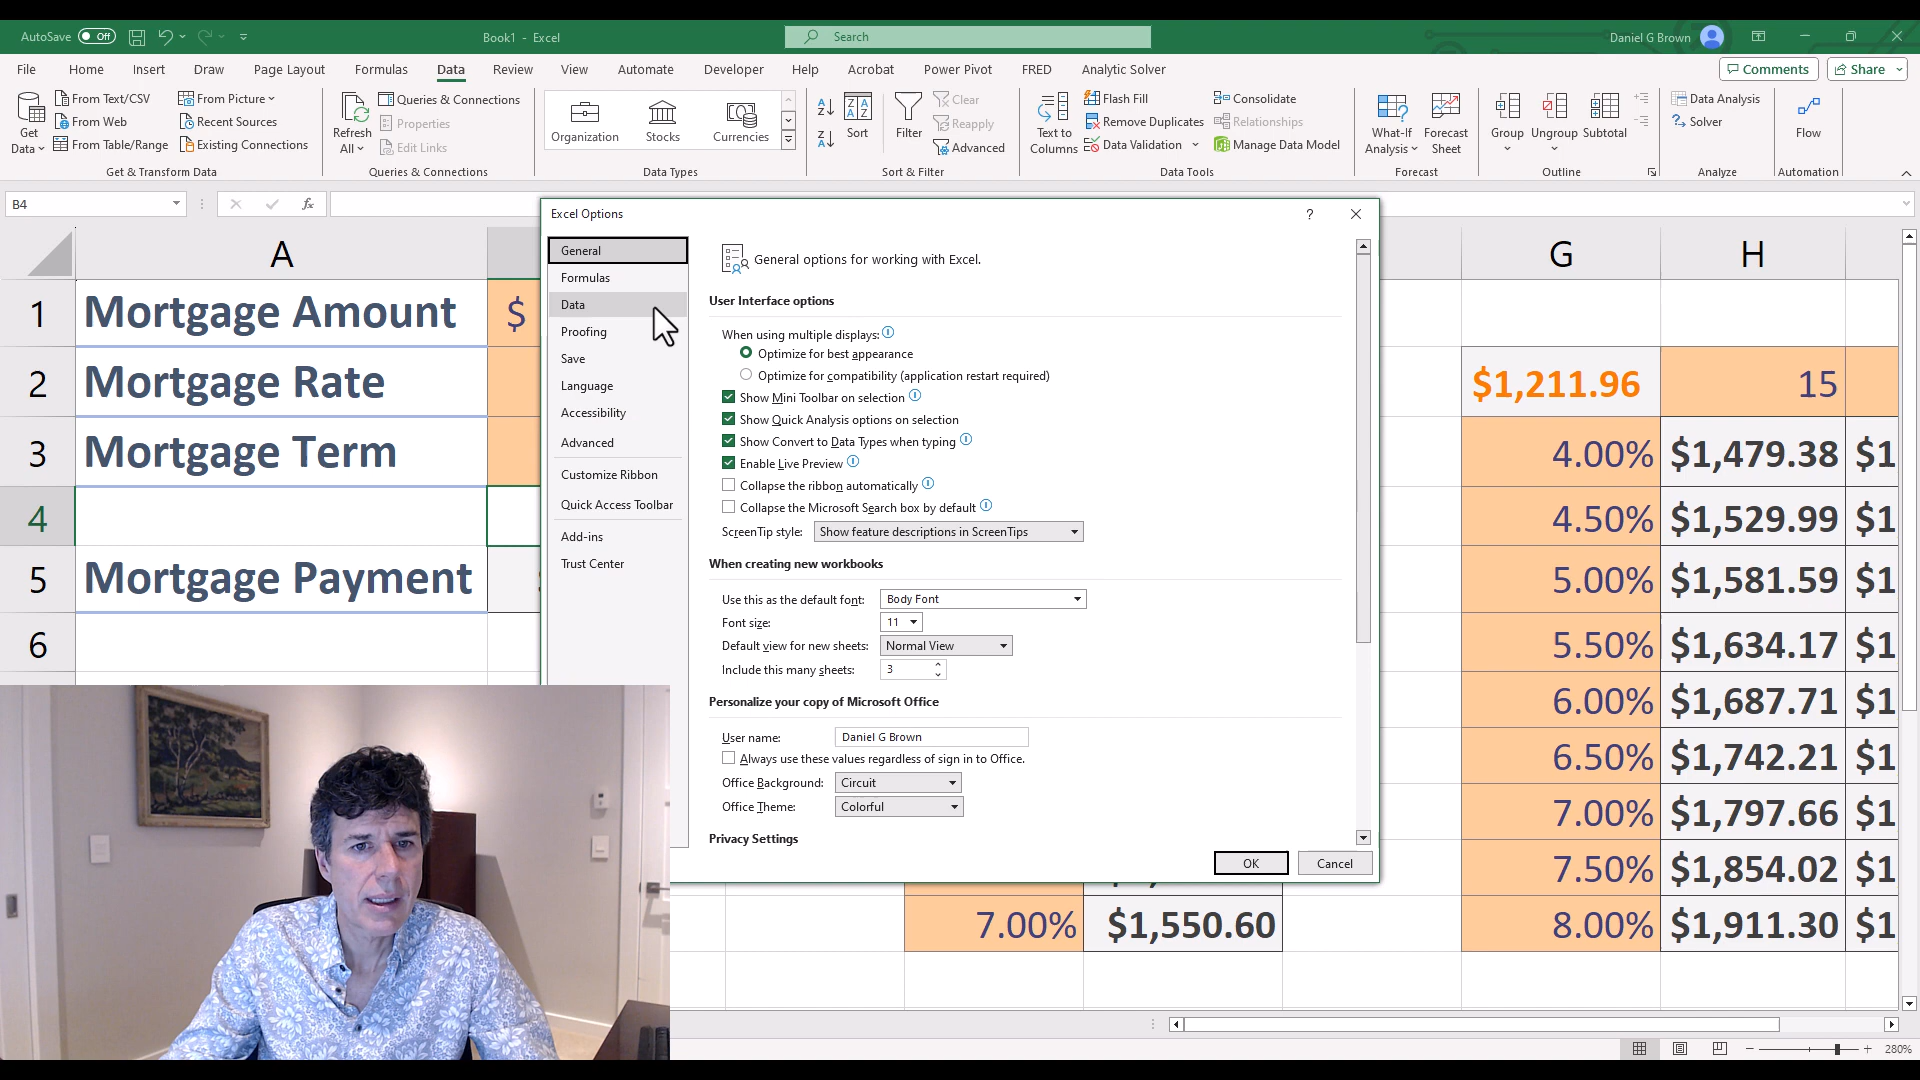 AutoSave Off
Book1 - Excel
Search
Daniel G Brown
File Home Insert Draw Page Layout Formulas Data Review View Automate Developer Help Acrobat Power Pivot FRED Analytic Solver
Comments Share
Get Data
From Text/CSV
From Web
From Table/Range
From Picture
Recent Sources
Existing Connections
Get & Transform Data
Refresh All
Queries & Connections
Properties
Edit Links
Queries & Connections
Organization
Stocks
Currencies
Data Types
Sort
Filter
Clear
Reapply
Advanced
Sort & Filter
Text to Columns
Flash Fill
Remove Duplicates
Data Validation
Consolidate
Relationships
Manage Data Model
Data Tools
What-If Analysis
Forecast Sheet
Forecast
Group
Ungroup
Subtotal
Outline
Data Analysis
Solver
Analyze
Flow
Automation
B4
fx
A G H
1 Mortgage Amount $
2 Mortgage Rate
3 Mortgage Term
4
5 Mortgage Payment
6
Excel Options
?
General
Formulas
Data
Proofing
Save
Language
Accessibility
Advanced
Customize Ribbon
Quick Access Toolbar
Add-ins
Trust Center
General options for working with Excel.
User Interface options
When using multiple displays:
Optimize for best appearance
Optimize for compatibility (application restart required)
Show Mini Toolbar on selection
Show Quick Analysis options on selection
Show Convert to Data Types when typing
Enable Live Preview
Collapse the ribbon automatically
Collapse the Microsoft Search box by default
ScreenTip style: Show feature descriptions in ScreenTips
When creating new workbooks
Use this as the default font: Body Font
Font size: 11
Default view for new sheets: Normal View
Include this many sheets: 3
Personalize your copy of Microsoft Office
User name: Daniel G Brown
Always use these values regardless of sign in to Office.
Office Background: Circuit
Office Theme: Colorful
Privacy Settings
OK Cancel
$1,211.96 15
4.00% $1,479.38 $1
4.50% $1,529.99 $1
5.00% $1,581.59 $1
5.50% $1,634.17 $1
6.00% $1,687.71 $1
6.50% $1,742.21 $1
7.00% $1,797.66 $1
7.50% $1,854.02 $1
7.00% $1,550.60 8.00% $1,911.30 $1
280%